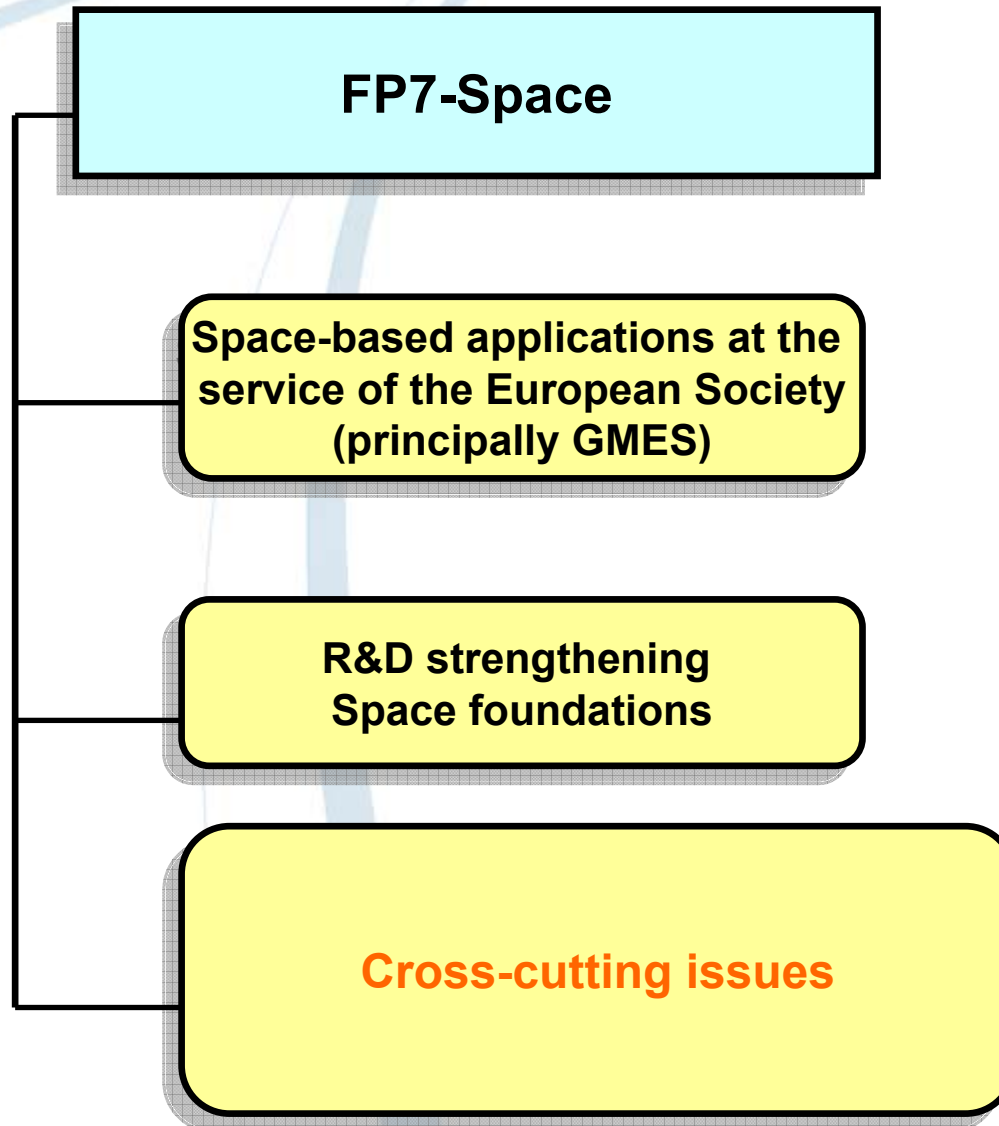 FP7-Space
Space-based applications at the
service of the European Society
(principally GMES)
R&D strengthening
Space foundations
Cross-cutting issues